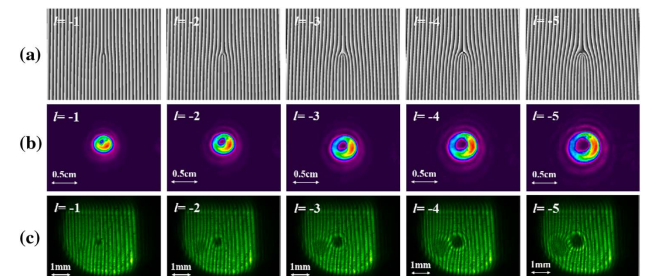 (a)
l= -1
l= -2
l= -3
l= -4
l= -5
(b)
l= -1
l= -2
l= -3
l= -4
l= -5
0.5cm
0.5cm
0.5cm
0.5cm
0.5cm
(c)
l= -1
l= -2
l= -3
l= -4
l= -5
1mm
1mm
1mm
1mm
1mm